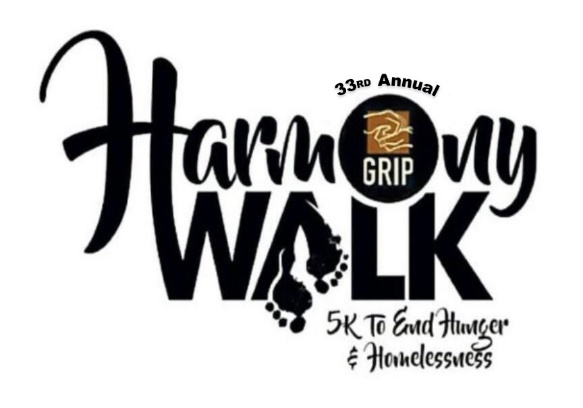 33RD Annual
Harmony
GRIP
WALK
5K To End Hunger
& Homelessness